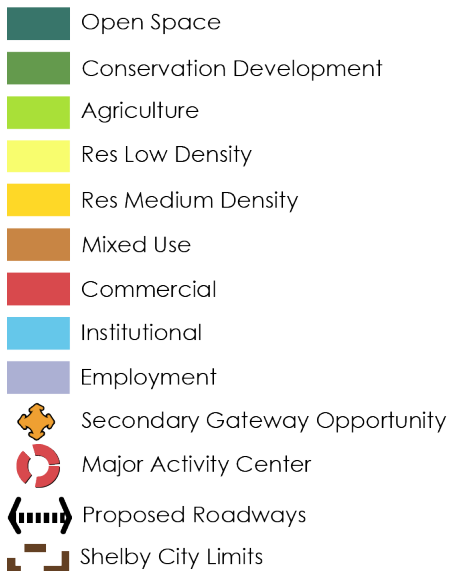 Open Space
Conservation Development
Agriculture
Res Low Density
Res Medium Density
Mixed Use
Commercial
Institutional
Employment
Secondary Gateway Opportunity
Major Activity Center
Proposed Roadways
Shelby City Limits